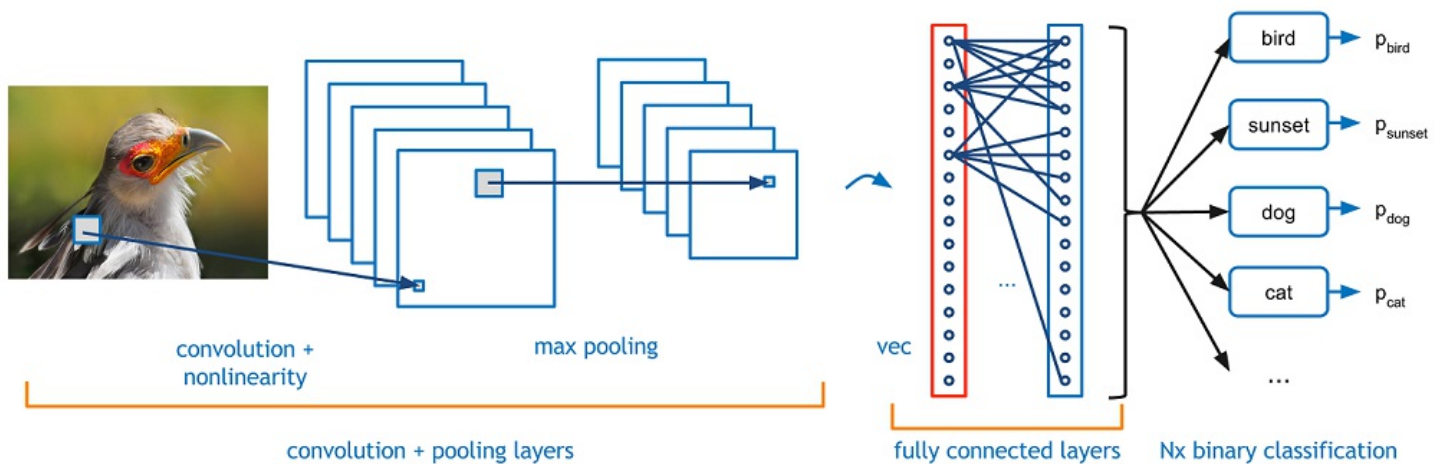 bird
p_bird
sunset
p_sunset
dog
p_dog
cat
p_cat
...
...
convolution +
nonlinearity
max pooling
vec
convolution + pooling layers
fully connected layers
Nx binary classification